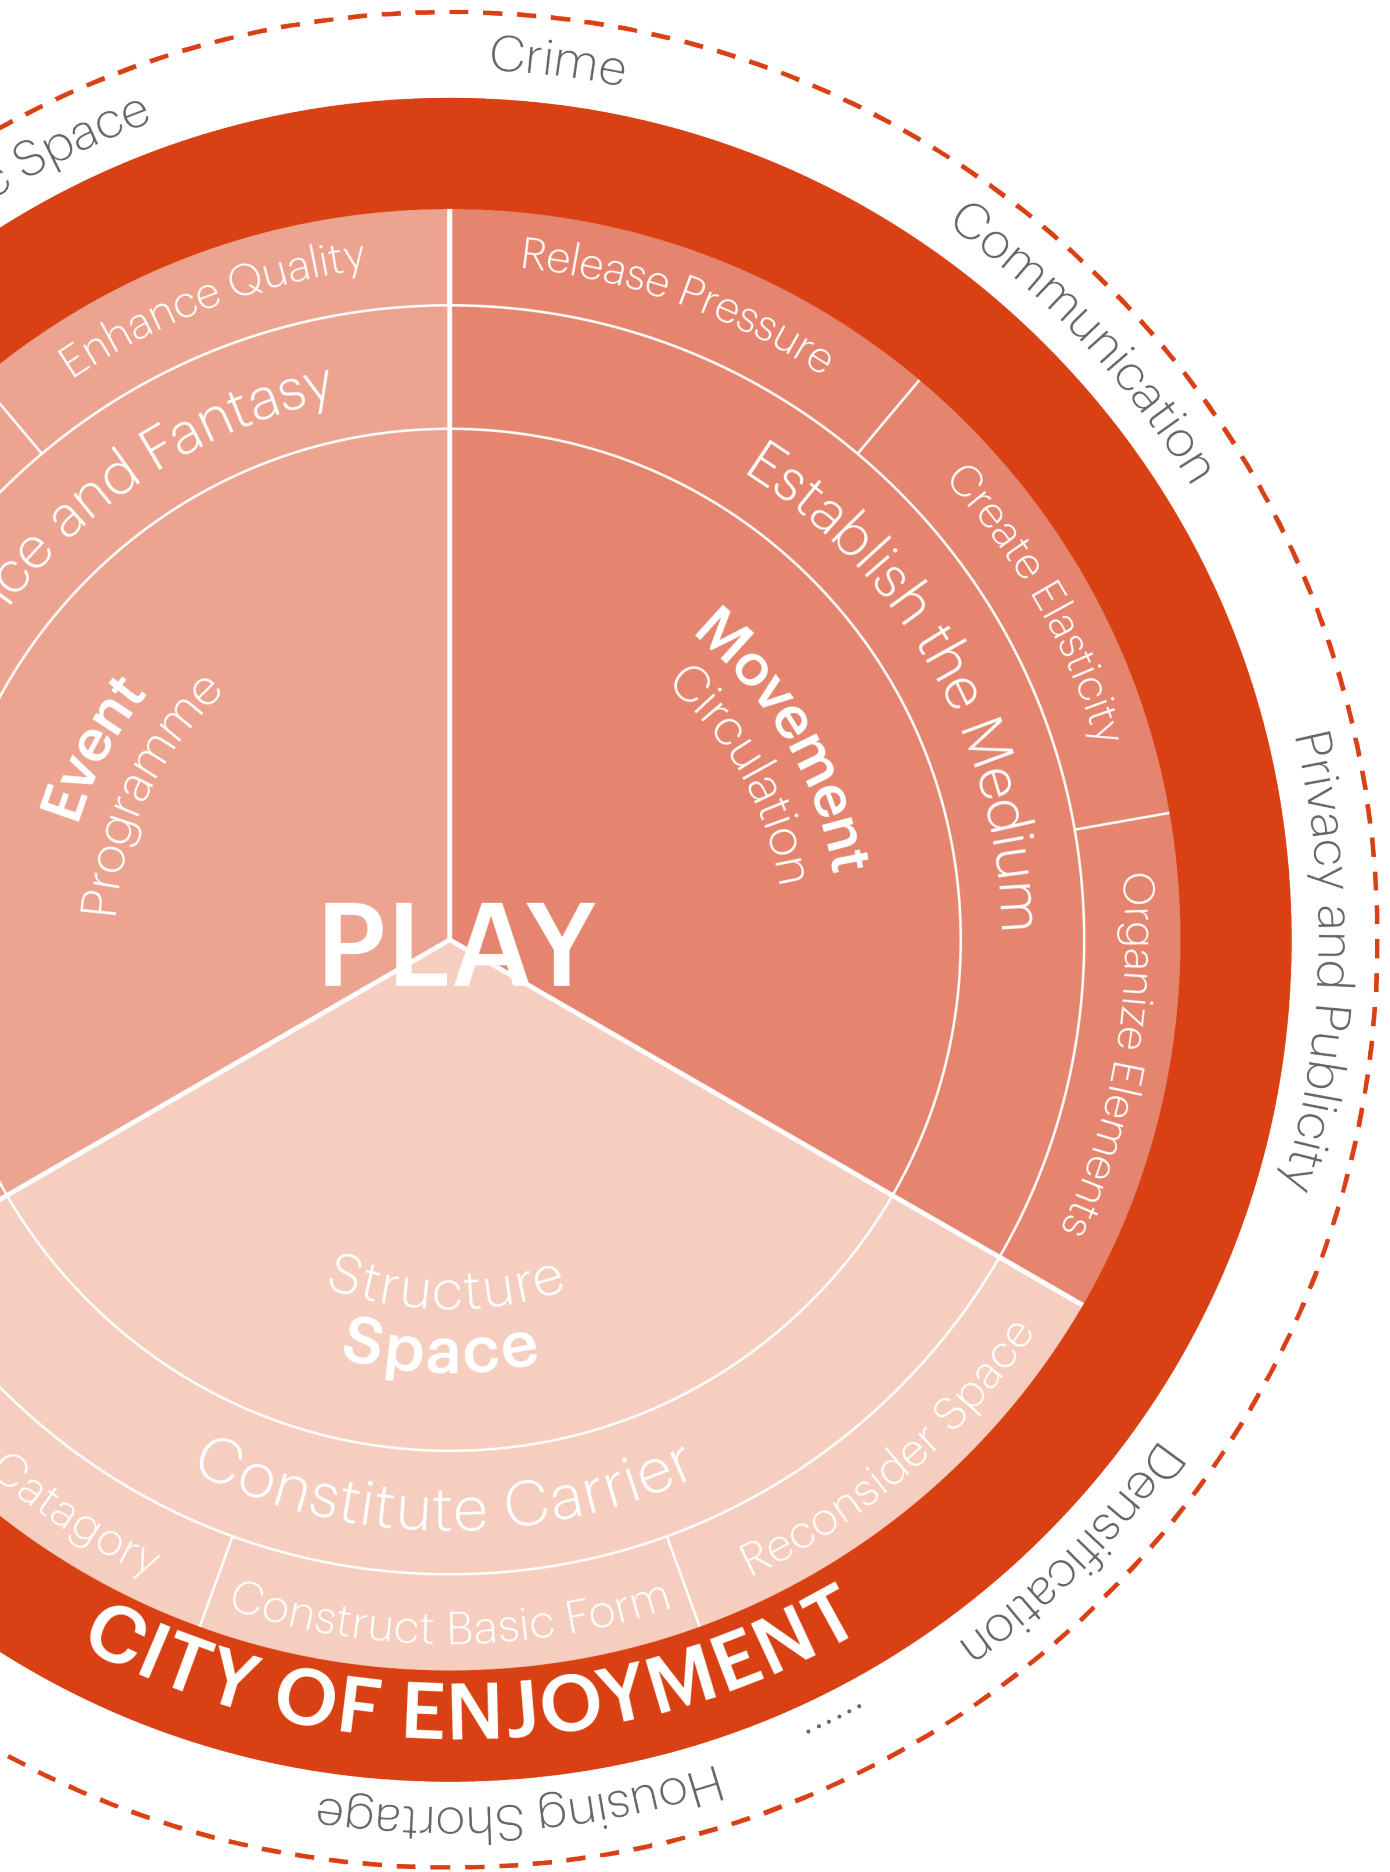 Space
Crime
Communication
Privacy and Publicity
Densification
......
Housing Shortage
Enhance Quality
Release Pressure
Create Elasticity
Organize Elements
and Fantasy
Establish the Medium
Event
Programme
Movement
Circulation
PLAY
Structure
Space
Constitute Carrier
Catagory
Construct Basic Form
Reconsider Space
CITY OF ENJOYMENT